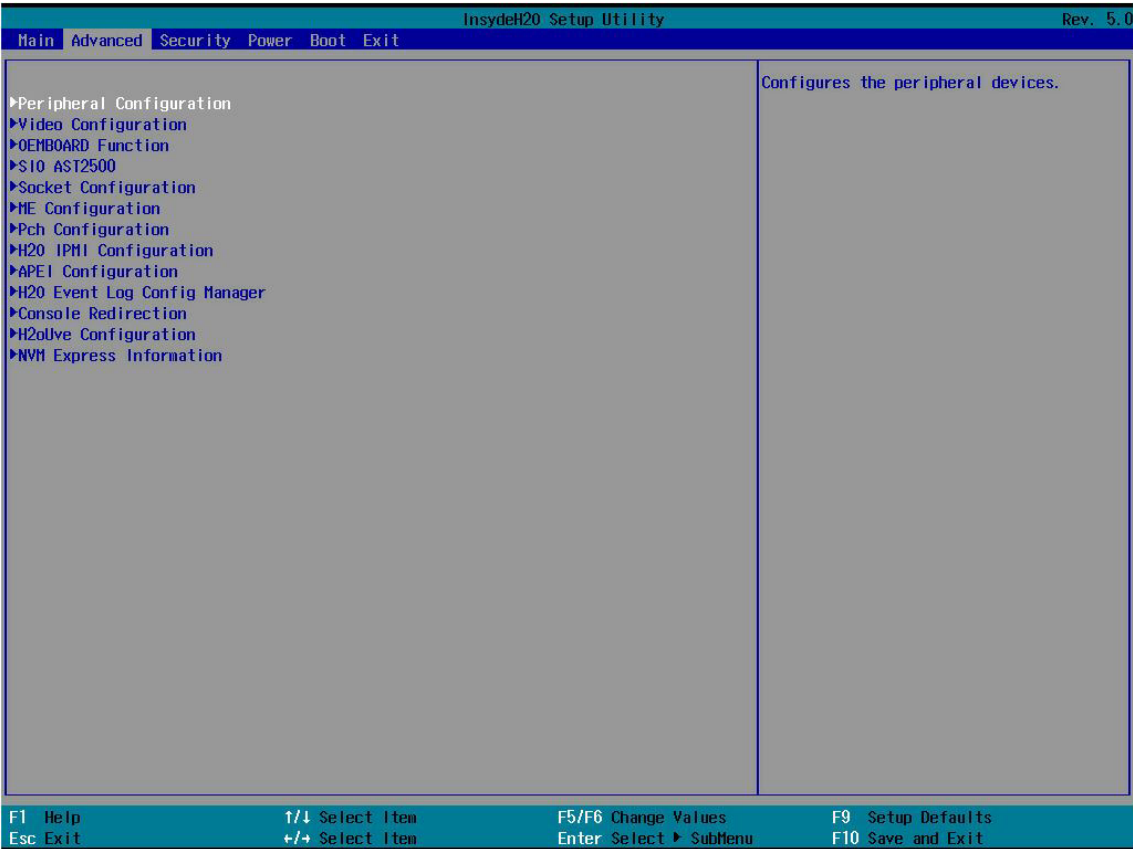 InsydeH20 Setup Utility Rev. 5.0
Main Advanced Security Power Boot Exit
Configures the peripheral devices.
▶Peripheral Configuration
▶Video Configuration
▶OEMBOARD Function
▶SIO AST2500
▶Socket Configuration
▶ME Configuration
▶Pch Configuration
▶H20 IPMI Configuration
▶APEI Configuration
▶H20 Event Log Config Manager
▶Console Redirection
▶H2oUve Configuration
▶NVM Express Information
F1 Help ↑/↓ Select Item F5/F6 Change Values F9 Setup Defaults
Esc Exit ←/→ Select Item Enter Select ▶ SubMenu F10 Save and Exit